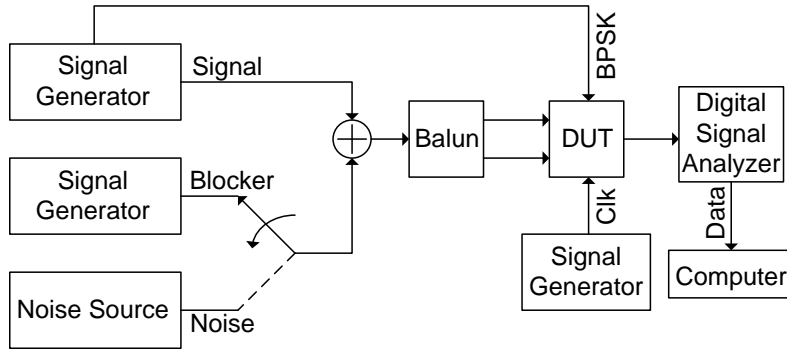 Signal
Generator
Signal
BPSK
Signal
Generator
Blocker
Noise Source
Noise
Balun
DUT
Clk
Signal
Generator
Digital
Signal
Analyzer
Data
Computer